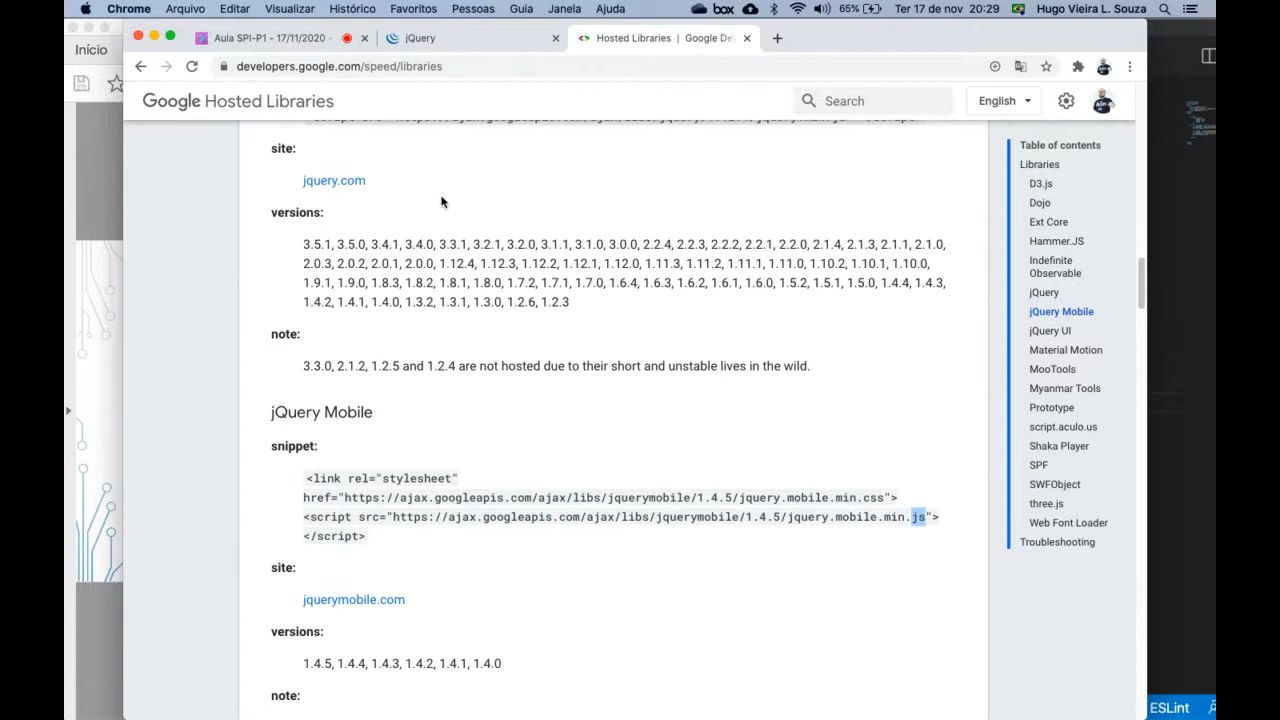 Chrome Arquivo Editar Visualizar Histórico Favoritos Pessoas Guia Janela Ajuda box 65% Ter 17 de nov 20:29 Hugo Vieira L. Souza
Início
Aula SPI-P1 - 17/11/2020 -
jQuery
Hosted Libraries | Google De
developers.google.com/speed/libraries
Google Hosted Libraries
Search
English
site:
jquery.com
versions:
3.5.1, 3.5.0, 3.4.1, 3.4.0, 3.3.1, 3.2.1, 3.2.0, 3.1.1, 3.1.0, 3.0.0, 2.2.4, 2.2.3, 2.2.2, 2.2.1, 2.2.0, 2.1.4, 2.1.3, 2.1.1, 2.1.0,
2.0.3, 2.0.2, 2.0.1, 2.0.0, 1.12.4, 1.12.3, 1.12.2, 1.12.1, 1.12.0, 1.11.3, 1.11.2, 1.11.1, 1.11.0, 1.10.2, 1.10.1, 1.10.0,
1.9.1, 1.9.0, 1.8.3, 1.8.2, 1.8.1, 1.8.0, 1.7.2, 1.7.1, 1.7.0, 1.6.4, 1.6.3, 1.6.2, 1.6.1, 1.6.0, 1.5.2, 1.5.1, 1.5.0, 1.4.4, 1.4.3,
1.4.2, 1.4.1, 1.4.0, 1.3.2, 1.3.1, 1.3.0, 1.2.6, 1.2.3
note:
3.3.0, 2.1.2, 1.2.5 and 1.2.4 are not hosted due to their short and unstable lives in the wild.
jQuery Mobile
snippet:
<link rel="stylesheet"
href="https://ajax.googleapis.com/ajax/libs/jquerymobile/1.4.5/jquery.mobile.min.css">
<script src="https://ajax.googleapis.com/ajax/libs/jquerymobile/1.4.5/jquery.mobile.min.js">
</script>
site:
jquerymobile.com
versions:
1.4.5, 1.4.4, 1.4.3, 1.4.2, 1.4.1, 1.4.0
note:
Table of contents
Libraries
D3.js
Dojo
Ext Core
Hammer.JS
Indefinite
Observable
jQuery
jQuery Mobile
jQuery UI
Material Motion
MooTools
Myanmar Tools
Prototype
script.aculo.us
Shaka Player
SPF
SWFObject
three.js
Web Font Loader
Troubleshooting
ESLint